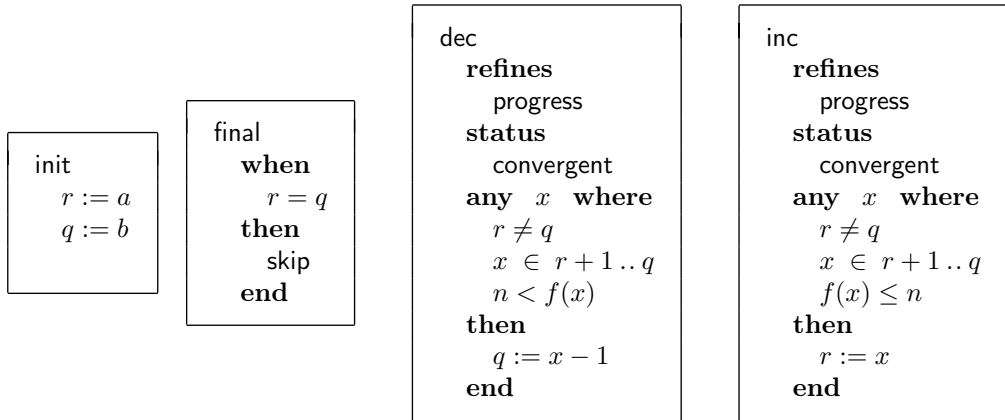 init
r := a
q := b
final
when
r = q
then
skip
end
dec
refines
progress
status
convergent
any x where
r ≠ q
x ∈ r + 1 .. q
n < f(x)
then
q := x − 1
end
inc
refines
progress
status
convergent
any x where
r ≠ q
x ∈ r + 1 .. q
f(x) ≤ n
then
r := x
end